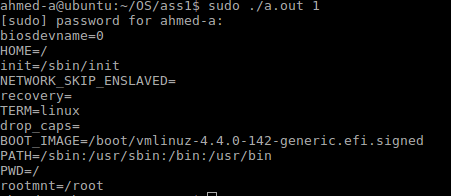 ahmed-a@ubuntu:~/OS/ass1$ sudo ./a.out 1
[sudo] password for ahmed-a:
biosdevname=0
HOME=/
init=/sbin/init
NETWORK_SKIP_ENSLAVED=
recovery=
TERM=linux
drop_caps=
BOOT_IMAGE=/boot/vmlinuz-4.4.0-142-generic.efi.signed
PATH=/sbin:/usr/sbin:/bin:/usr/bin
PWD=/
rootmnt=/root